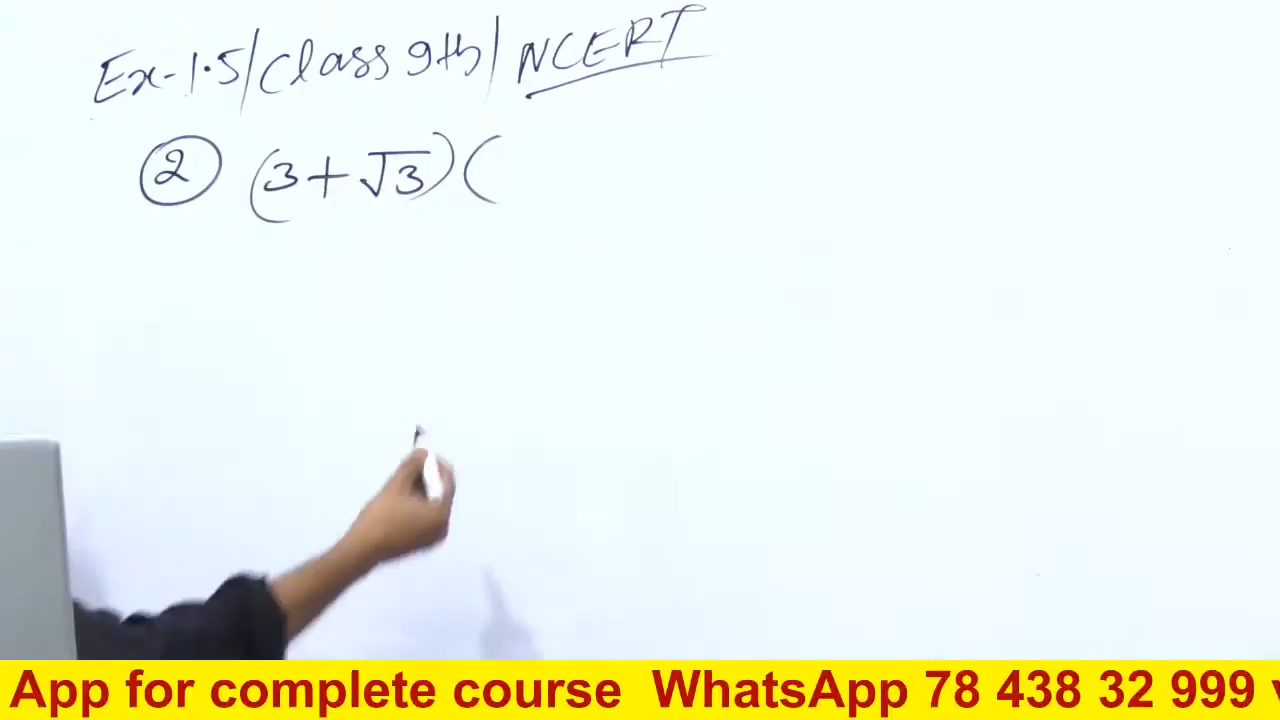 Ex-1.5/Class 9th/NCERT
② (3+√3)(
App for complete course WhatsApp 78 438 32 999